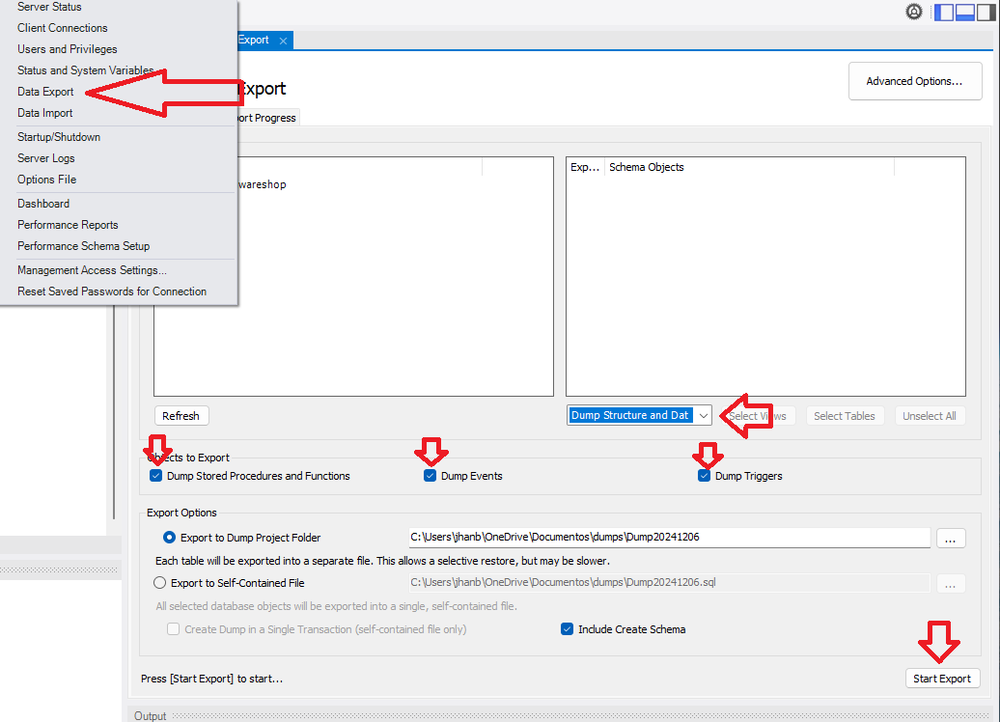 Server Status
Client Connections
Users and Privileges
Status and System Variables
Data Export
Data Import
Startup/Shutdown
Server Logs
Options File
Dashboard
Performance Reports
Performance Schema Setup
Management Access Settings...
Reset Saved Passwords for Connection
Export
Export
Advanced Options...
ort Progress
wareshop
Exp... Schema Objects
Refresh
Dump Structure and Dat
Select Views
Select Tables
Unselect All
Objects to Export
Dump Stored Procedures and Functions
Dump Events
Dump Triggers
Export Options
Export to Dump Project Folder
C:\Users\jhanb\OneDrive\Documentos\dumps\Dump20241206
...
Each table will be exported into a separate file. This allows a selective restore, but may be slower.
Export to Self-Contained File
C:\Users\jhanb\OneDrive\Documentos\dumps\Dump20241206.sql
...
All selected database objects will be exported into a single, self-contained file.
Create Dump in a Single Transaction (self-contained file only)
Include Create Schema
Press [Start Export] to start...
Start Export
Output